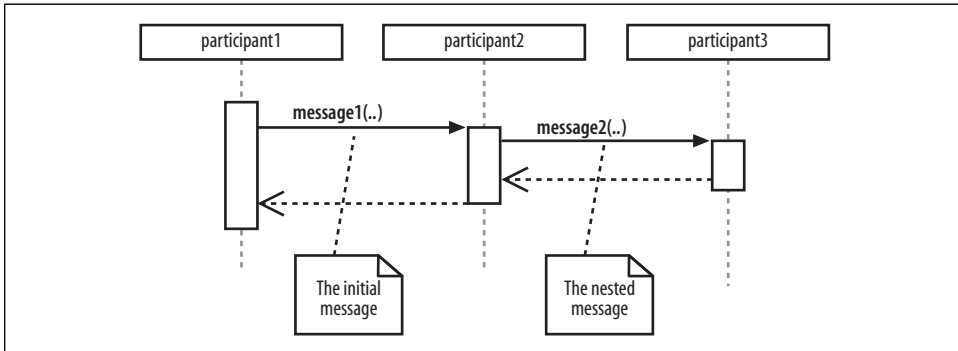 participant1
participant2
participant3
message1(..)
message2(..)
The initial
message
The nested
message